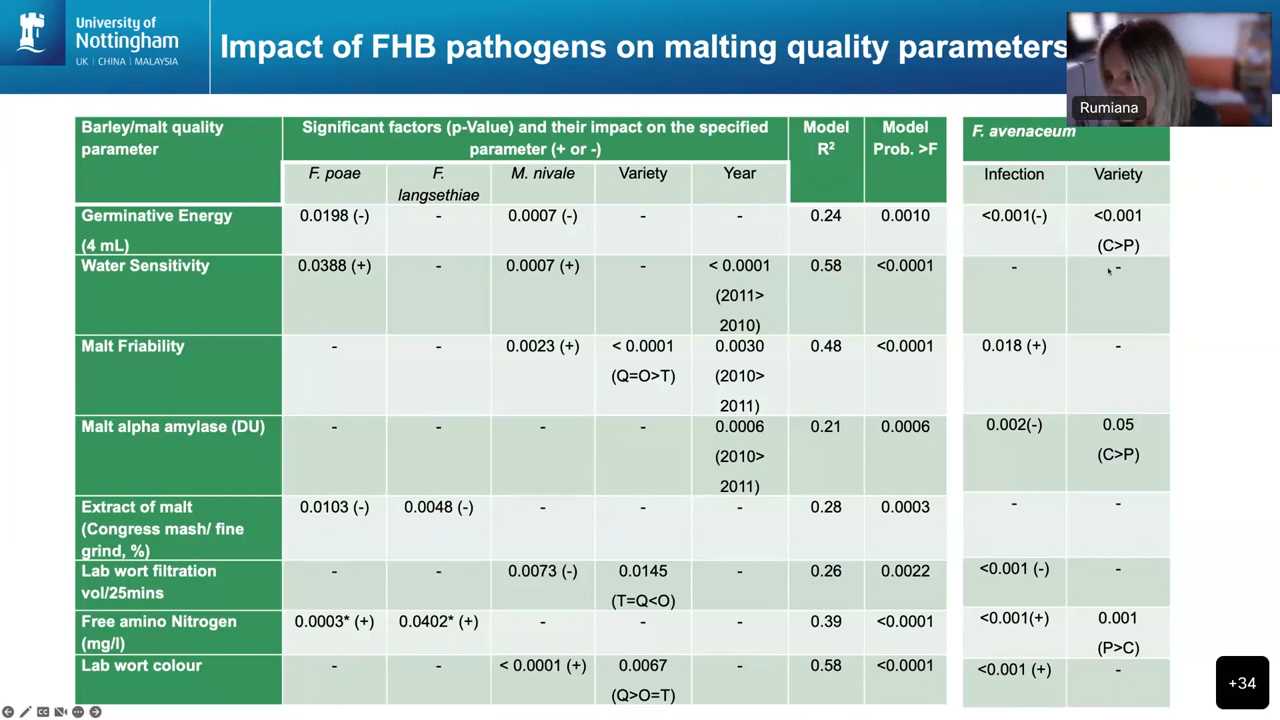 University of
Nottingham
UK | CHINA | MALAYSIA
Impact of FHB pathogens on malting quality parameters
Rumiana
Barley/malt quality parameter
Significant factors (p-Value) and their impact on the specified parameter (+ or -)
Model R²
Model Prob. >F
F. avenaceum
F. poae
F. langsethiae
M. nivale
Variety
Year
Infection
Variety
Germinative Energy (4 mL)
0.0198 (-)
-
0.0007 (-)
-
-
0.24
0.0010
<0.001(-)
<0.001 (C>P)
Water Sensitivity
0.0388 (+)
-
0.0007 (+)
-
< 0.0001 (2011> 2010)
0.58
<0.0001
-
-
Malt Friability
-
-
0.0023 (+)
< 0.0001 (Q=O>T)
0.0030 (2010> 2011)
0.48
<0.0001
0.018 (+)
-
Malt alpha amylase (DU)
-
-
-
-
0.0006 (2010> 2011)
0.21
0.0006
0.002(-)
0.05 (C>P)
Extract of malt (Congress mash/ fine grind, %)
0.0103 (-)
0.0048 (-)
-
-
-
0.28
0.0003
-
-
Lab wort filtration vol/25mins
-
-
0.0073 (-)
0.0145 (T=Q<O)
-
0.26
0.0022
<0.001 (-)
-
Free amino Nitrogen (mg/l)
0.0003* (+)
0.0402* (+)
-
-
-
0.39
<0.0001
<0.001(+)
0.001 (P>C)
Lab wort colour
-
-
< 0.0001 (+)
0.0067 (Q>O=T)
-
0.58
<0.0001
<0.001 (+)
-
+34